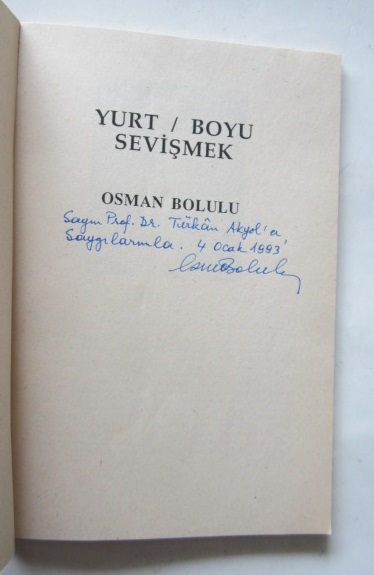 YURT / BOYU
SEVİŞMEK
OSMAN BOLULU
Sayın Prof. Dr. Türkân Akyol'a
Saygılarımla. 4 Ocak 1993